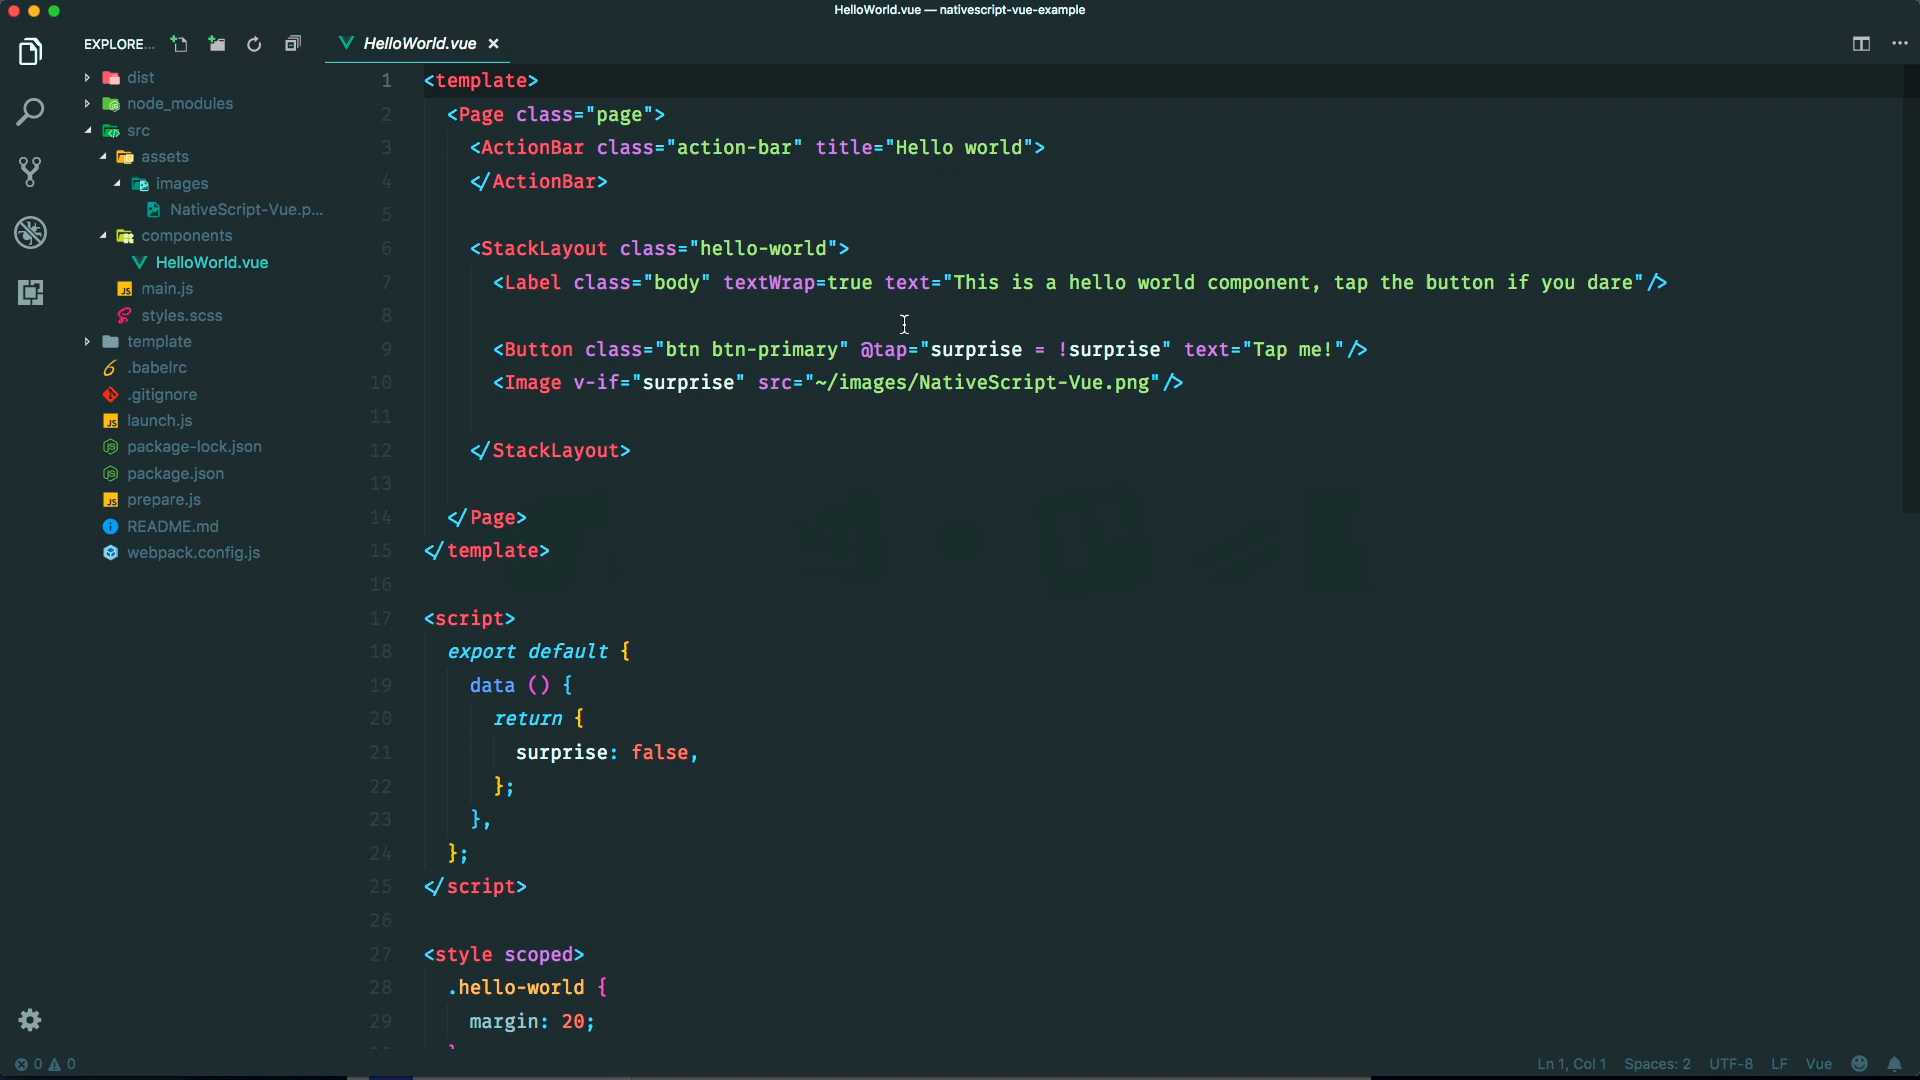 HelloWorld.vue — nativescript-vue-example
EXPLORE...
HelloWorld.vue
dist
node_modules
src
assets
images
NativeScript-Vue.p...
components
HelloWorld.vue
main.js
styles.scss
template
.babelrc
.gitignore
launch.js
package-lock.json
package.json
prepare.js
README.md
webpack.config.js
1 <template>
2 <Page class="page">
3 <ActionBar class="action-bar" title="Hello world">
4 </ActionBar>
5
6 <StackLayout class="hello-world">
7 <Label class="body" textWrap=true text="This is a hello world component, tap the button if you dare"/>
8
9 <Button class="btn btn-primary" @tap="surprise = !surprise" text="Tap me!"/>
10 <Image v-if="surprise" src="~/images/NativeScript-Vue.png"/>
11
12 </StackLayout>
13
14 </Page>
15 </template>
16
17 <script>
18 export default {
19 data () {
20 return {
21 surprise: false,
22 };
23 },
24 };
25 </script>
26
27 <style scoped>
28 .hello-world {
29 margin: 20;
0 0
Ln 1, Col 1 Spaces: 2 UTF-8 LF Vue